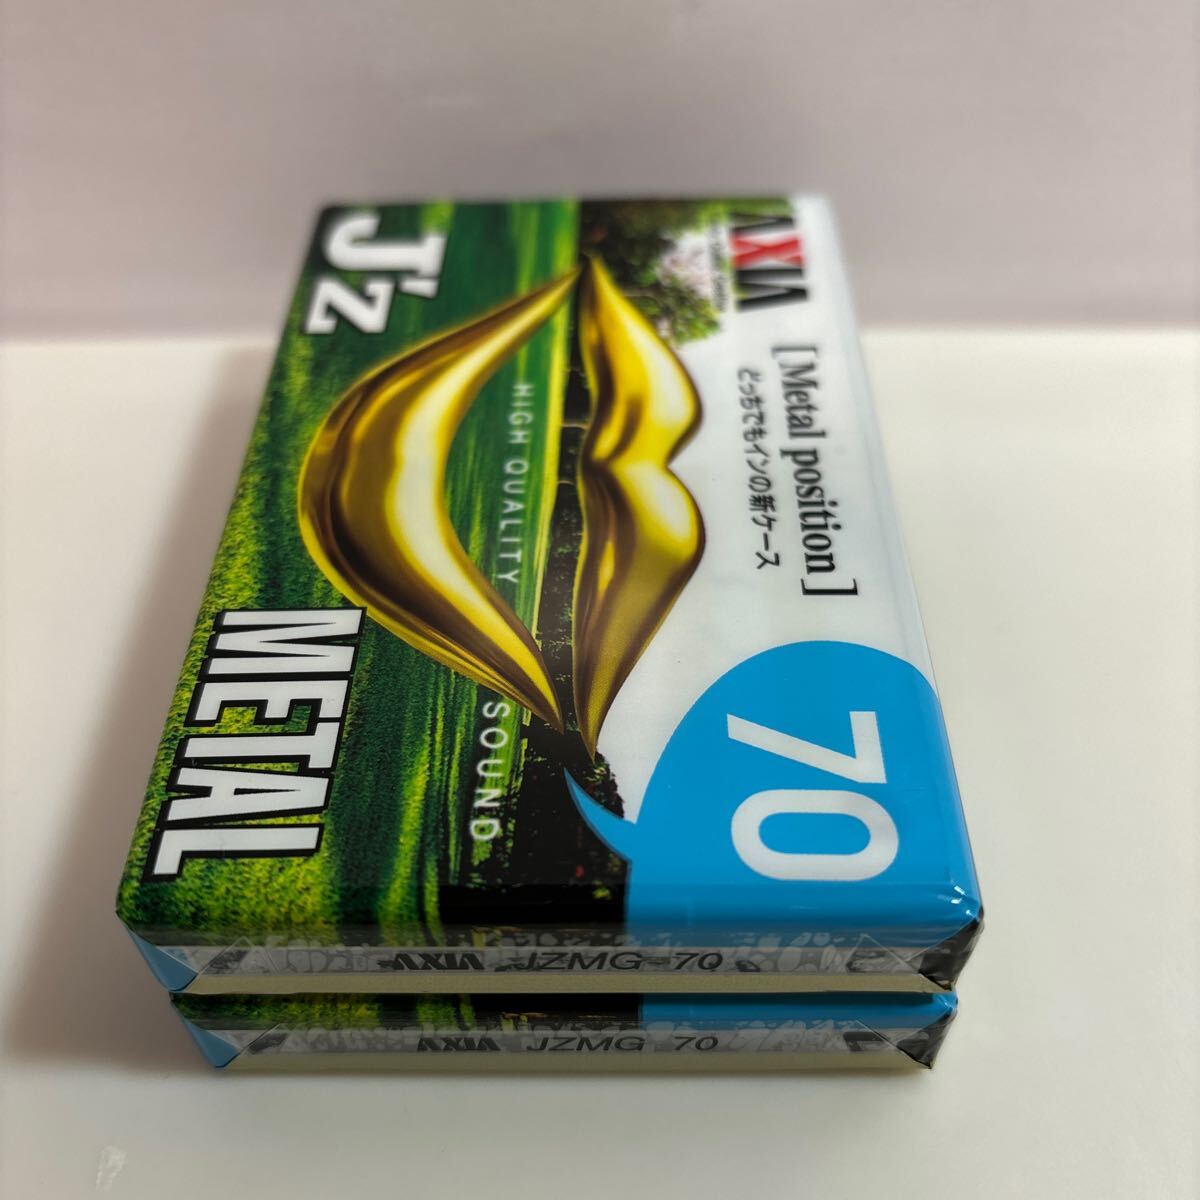 AXIA
[Metal position]
どっちでもインの新ケース
70
HIGH QUALITY SOUND
J'z
METAL
AXIA JZMG 70
AXIA JZMG 70